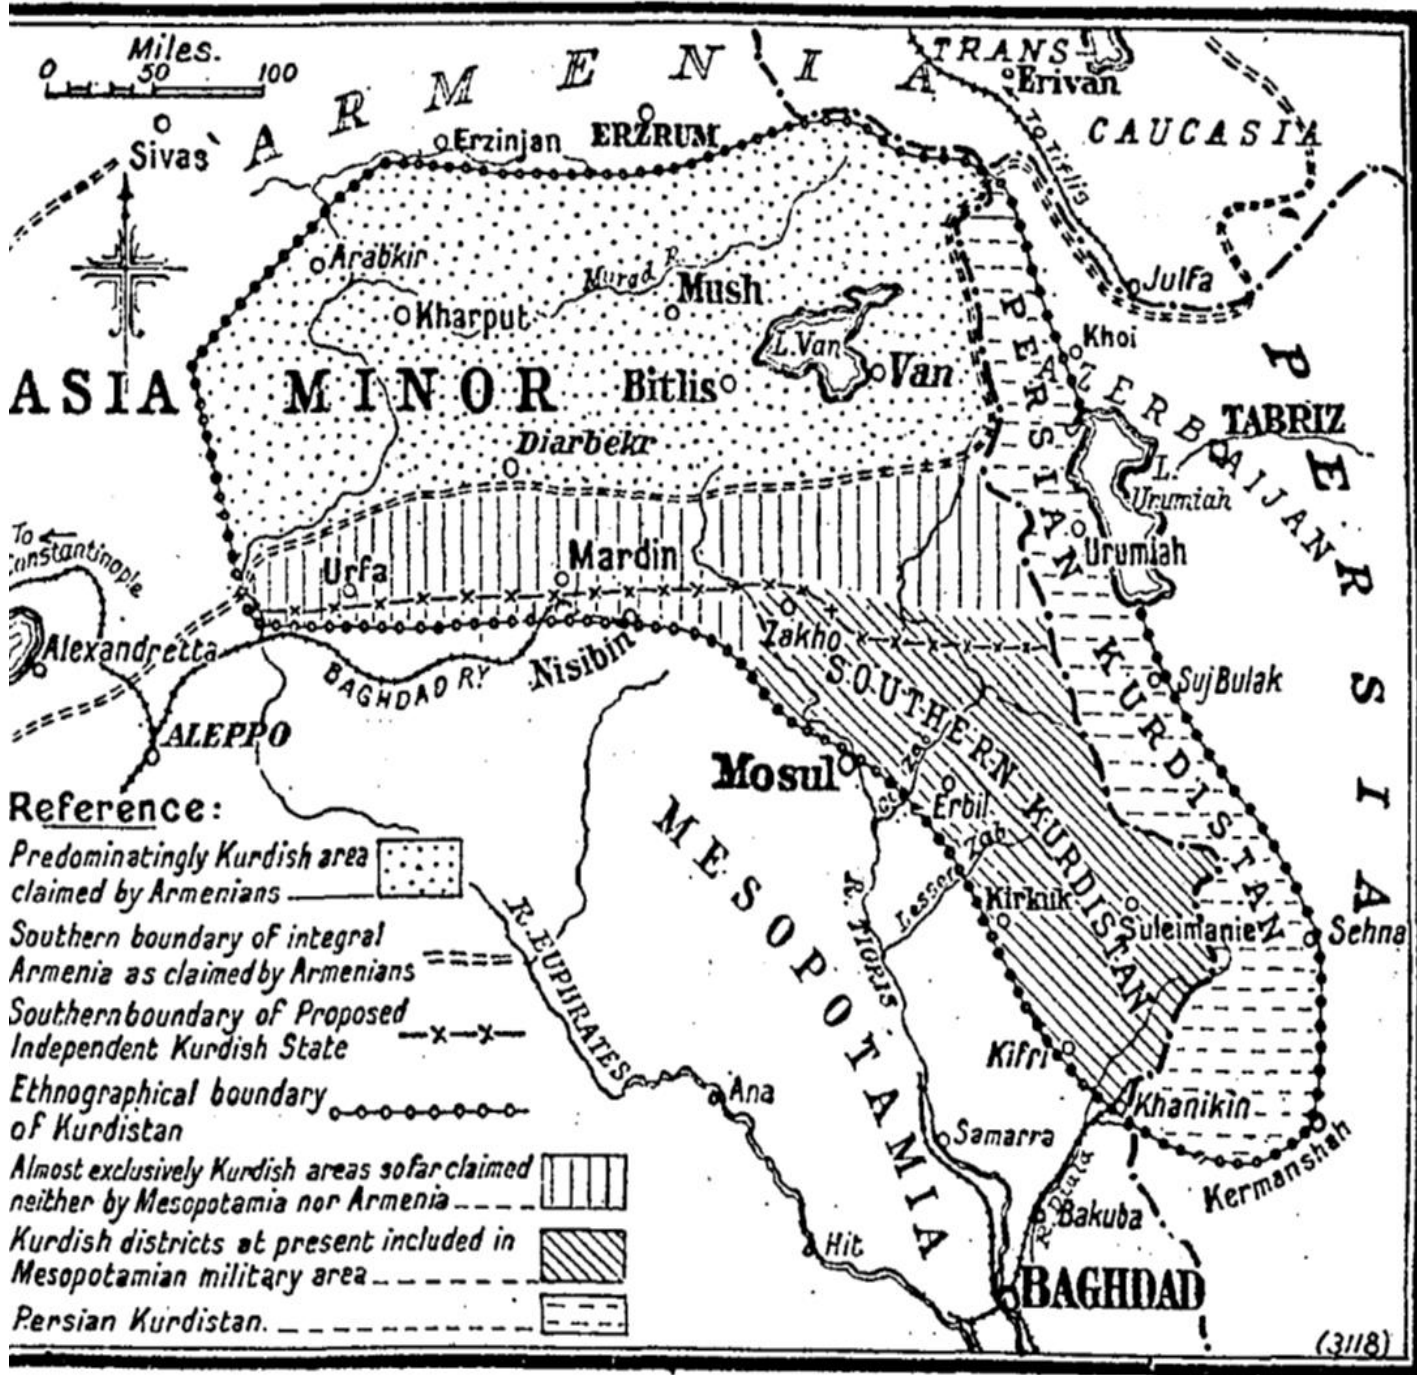 Miles.
0 50 100
ARMENIA
TRANS-
Erivan
CAUCASIA
To Tiflis
Sivas
Erzinjan
ERZRUM
Arabkir
Kharput
Murad R.
Mush
L. Van
Van
Bitlis
Julfa
Khoi
ASIA MINOR
AZERBAIJAN
TABRIZ
PERSIA
L.
Urumiah
Urumiah
Diarbekr
To
Constantinople
Urfa
Mardin
Zakho
Alexandretta
BAGHDAD RY
Nisibin
PERSIAN KURDISTAN
Suj Bulak
ALEPPO
SOUTHERN KURDISTAN
Mosul
Gt. Zab
Erbil
Lesser Zab
MESOPOTAMIA
R. TIGRIS
Kirkuk
Suleimanie
Sehna
R. EUPHRATES
Kifri
Ana
Khanikin
Samarra
Kermanshah
R. Diala
Bakuba
Hit
BAGHDAD
Reference:
Predominatingly Kurdish area
claimed by Armenians
Southern boundary of integral
Armenia as claimed by Armenians
Southern boundary of Proposed
Independent Kurdish State
Ethnographical boundary
of Kurdistan
Almost exclusively Kurdish areas so far claimed
neither by Mesopotamia nor Armenia
Kurdish districts at present included in
Mesopotamian military area
Persian Kurdistan.
(3118)